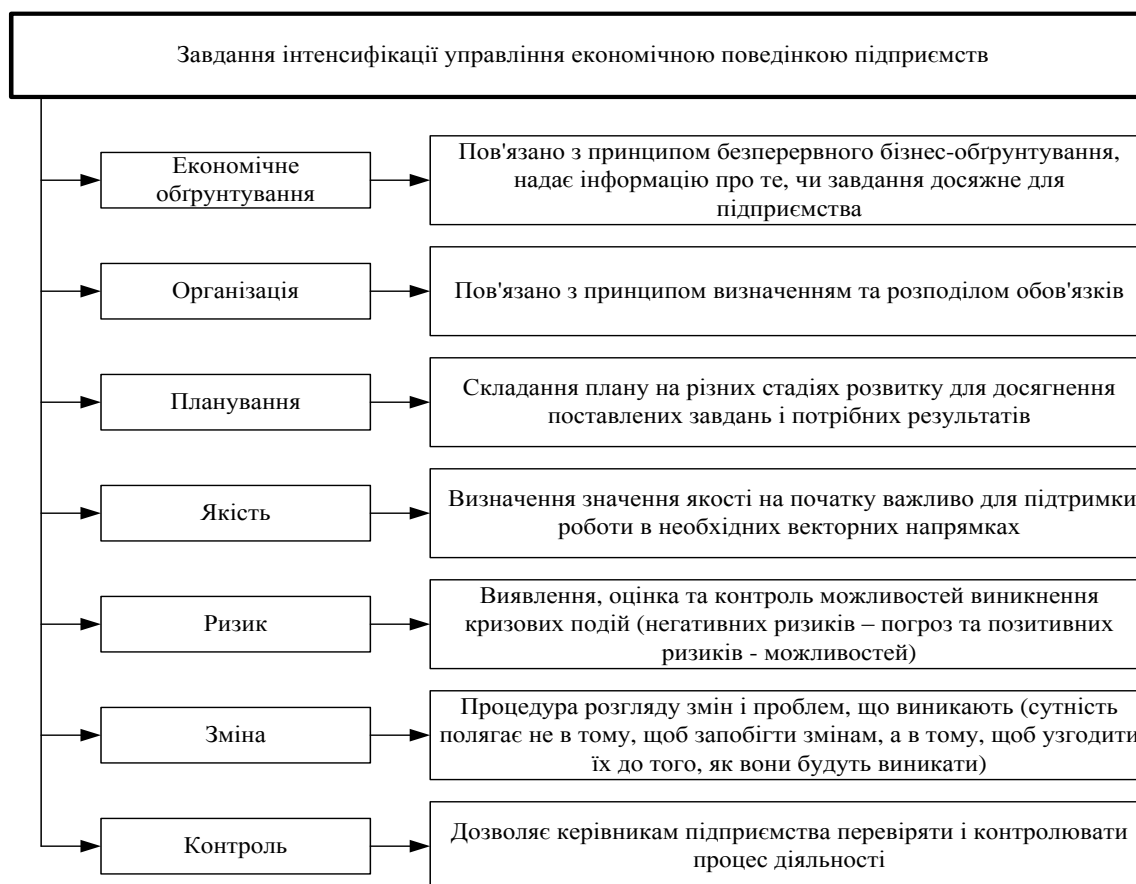 Завдання інтенсифікації управління економічною поведінкою підприємств
Економічне
обґрунтування
Пов'язано з принципом безперервного бізнес-обґрунтування,
надає інформацію про те, чи завдання досяжне для
підприємства
Організація
Пов'язано з принципом визначенням та розподілом обов'язків
Планування
Складання плану на різних стадіях розвитку для досягнення
поставлених завдань і потрібних результатів
Якість
Визначення значення якості на початку важливо для підтримки
роботи в необхідних векторних напрямках
Ризик
Виявлення, оцінка та контроль можливостей виникнення
кризових подій (негативних ризиків – погроз та позитивних
ризиків - можливостей)
Зміна
Процедура розгляду змін і проблем, що виникають (сутність
полягає не в тому, щоб запобігти змінам, а в тому, щоб узгодити
їх до того, як вони будуть виникати)
Контроль
Дозволяє керівникам підприємства перевіряти і контролювати
процес діяльності